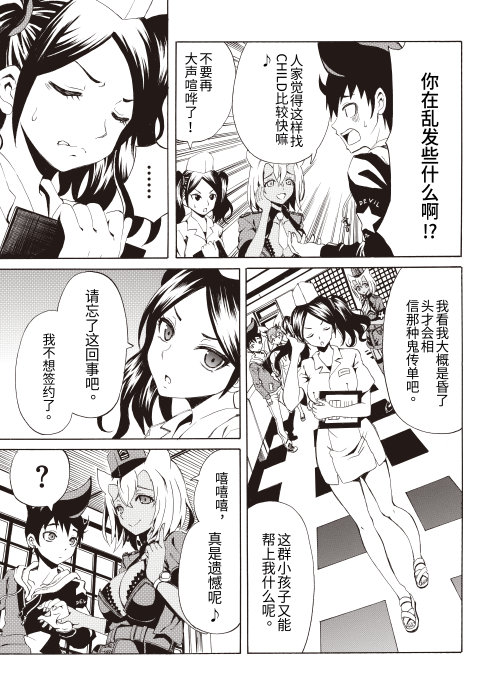 你在乱发些什么啊!?
人家觉得这样找
CHILD比较快嘛
♪
不要再
大声喧哗了！
DEVIL
……
我看我大概是昏了
头才会相
信那种鬼传单吧。
这群小孩子又能
帮上我什么呢。
请忘了这回事吧。
我不想签约了。
嘻嘻嘻，
真是遗憾呢♪
？